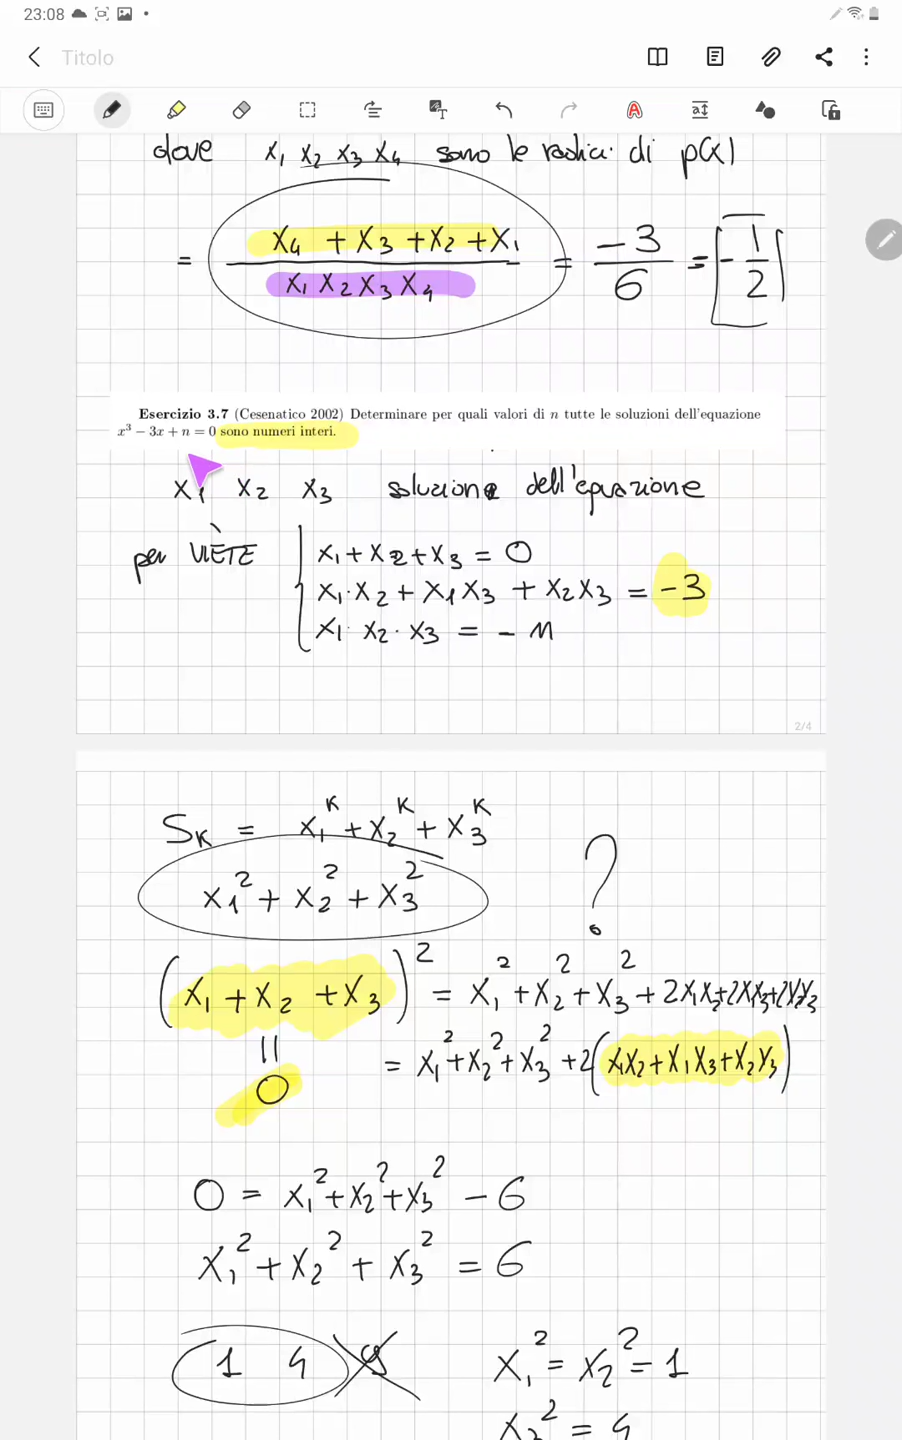 23:08
Titolo
dove x₁ x₂ x₃ x₄ sono le radici di p(x)
= (x₄ + x₃ + x₂ + x₁) / (x₁ x₂ x₃ x₄) = -3/6 = -1/2
Esercizio 3.7 (Cesenatico 2002) Determinare per quali valori di n tutte le soluzioni dell'equazione
x³ − 3x + n = 0 sono numeri interi.
x₁ x₂ x₃ soluzione dell'equazione
per VIÈTE
x₁ + x₂ + x₃ = 0
x₁·x₂ + x₁x₃ + x₂x₃ = -3
x₁·x₂·x₃ = -n
2/4
Sₖ = x₁ᴷ + x₂ᴷ + x₃ᴷ
x₁² + x₂² + x₃² ?
(x₁ + x₂ + x₃)² = x₁² + x₂² + x₃² + 2x₁x₂+2x₁x₃+2x₂x₃
= x₁² + x₂² + x₃² + 2(x₁x₂+x₁x₃+x₂x₃)
=
0
0 = x₁² + x₂² + x₃² - 6
x₁² + x₂² + x₃² = 6
1 4 9 x₁² = x₂² = 1
x₃² = 4